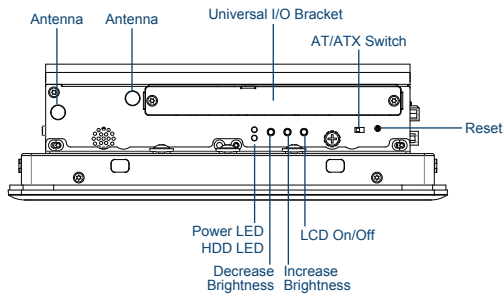 Universal I/O Bracket
Antenna
Antenna
AT/ATX Switch
Reset
Power LED
HDD LED
LCD On/Off
Decrease
Brightness
Increase
Brightness